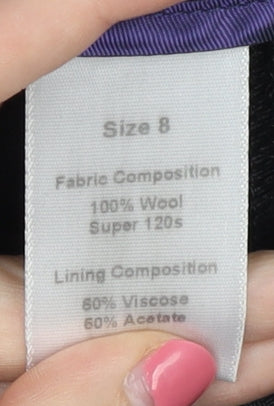 Size 8
Fabric Composition
100% Wool
Super 120s
Lining Composition
60% Viscose
60% Acetate